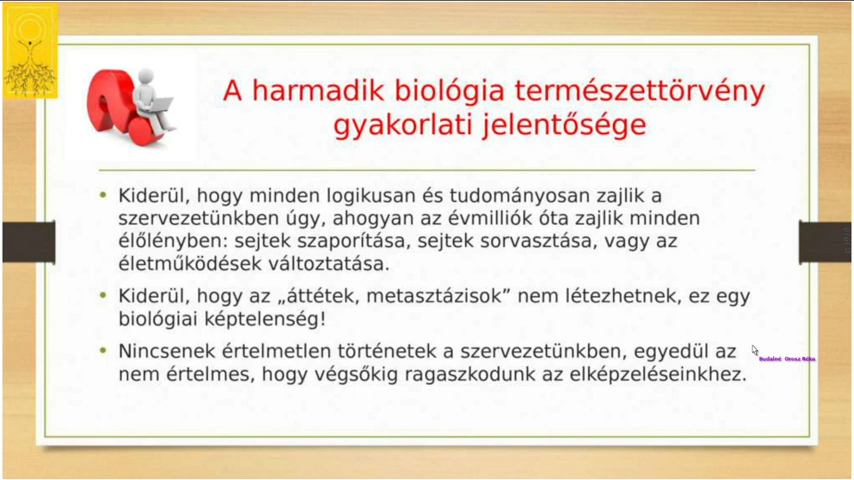 A harmadik biológia természettörvény
gyakorlati jelentősége
• Kiderül, hogy minden logikusan és tudományosan zajlik a
szervezetünkben úgy, ahogyan az évmilliók óta zajlik minden
élőlényben: sejtek szaporítása, sejtek sorvasztása, vagy az
életműködések változtatása.
• Kiderül, hogy az „áttétek, metasztázisok” nem létezhetnek, ez egy
biológiai képtelenség!
• Nincsenek értelmetlen történetek a szervezetünkben, egyedül az
nem értelmes, hogy végsőkig ragaszkodunk az elképzeléseinkhez.
Budainé Orosz Réka